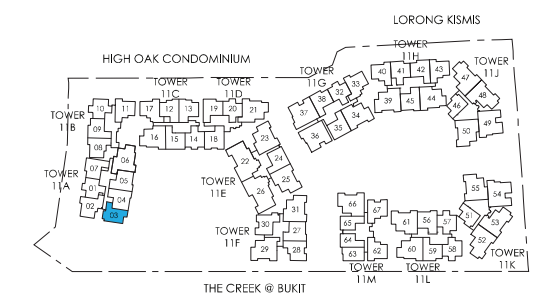 LORONG KISMIS
HIGH OAK CONDOMINIUM
TOWER
11H
TOWER
11J
TOWER
11G
TOWER
11C
TOWER
11D
TOWER
11B
TOWER
11A
TOWER
11E
TOWER
11F
TOWER
11M
TOWER
11L
TOWER
11K
10 11 17 12 13 19 20 21
09
08 16 15 14 18
07 06
01 05
02 04
03
37 38 32 33
36 35 34
40 41 42 43
39 45 44
47
46 48
50 49
23
22 24
26 25
31
30 27
29 28
66 67
65
64
63 62
61 56 57
60 59 58
55 54
51 53
52
THE CREEK @ BUKIT